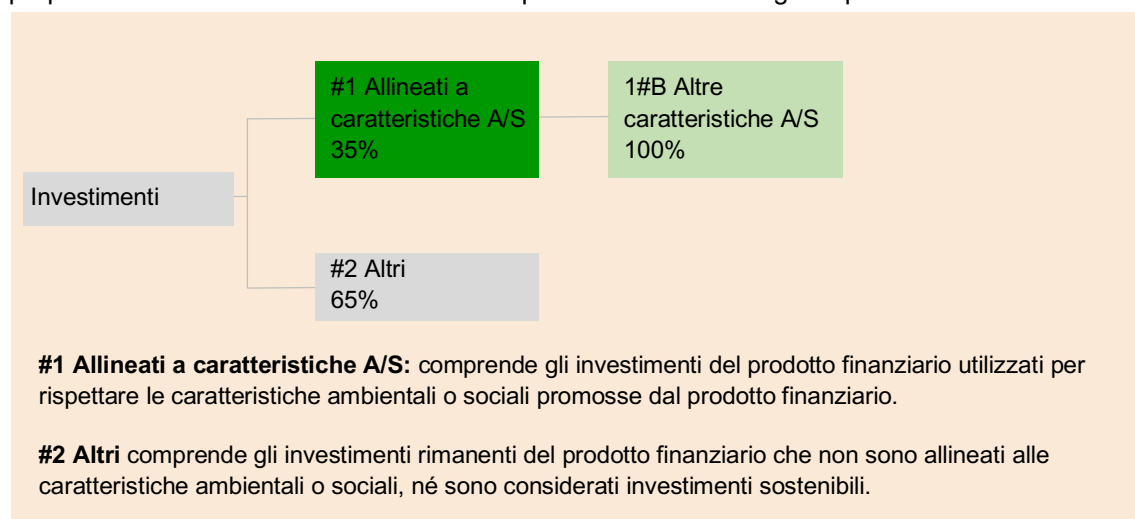 #1 Allineati a
caratteristiche A/S
35%
1#B Altre
caratteristiche A/S
100%
Investimenti
#2 Altri
65%
#1 Allineati a caratteristiche A/S: comprende gli investimenti del prodotto finanziario utilizzati per
rispettare le caratteristiche ambientali o sociali promosse dal prodotto finanziario.
#2 Altri comprende gli investimenti rimanenti del prodotto finanziario che non sono allineati alle
caratteristiche ambientali o sociali, né sono considerati investimenti sostenibili.